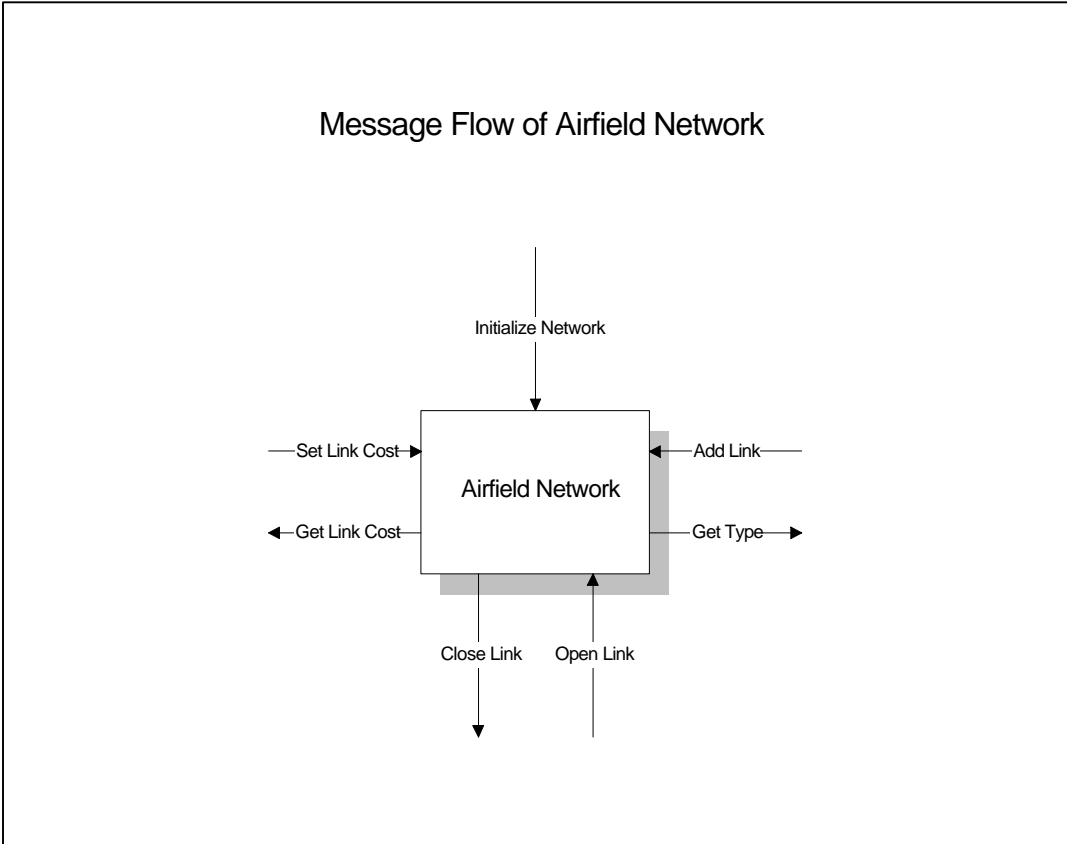 Message Flow of Airfield Network
Initialize Network
Set Link Cost
Add Link
Airfield Network
Get Link Cost
Get Type
Close Link
Open Link